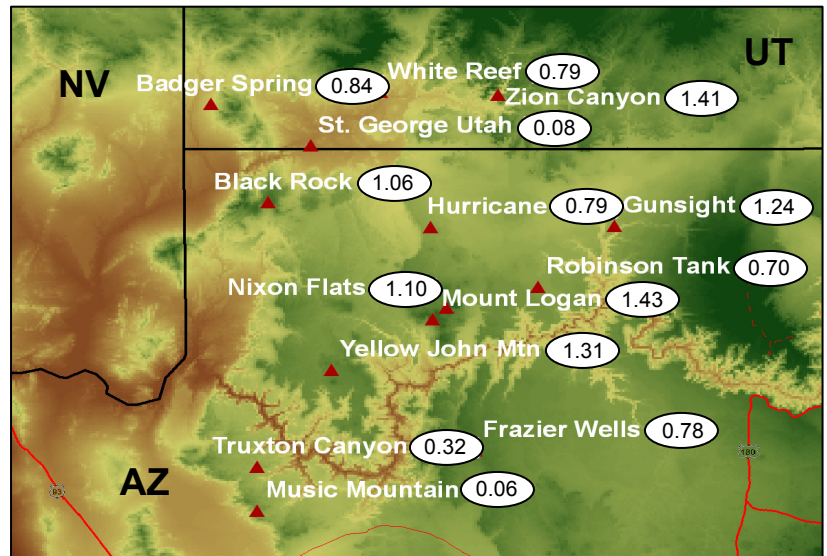 NV
UT
Badger Spring 0.84
White Reef 0.79
Zion Canyon 1.41
St. George Utah 0.08
Black Rock 1.06
Hurricane 0.79
Gunsight 1.24
Robinson Tank 0.70
Nixon Flats 1.10
Mount Logan 1.43
Yellow John Mtn 1.31
Frazier Wells 0.78
Truxton Canyon 0.32
Music Mountain 0.06
AZ
93
180